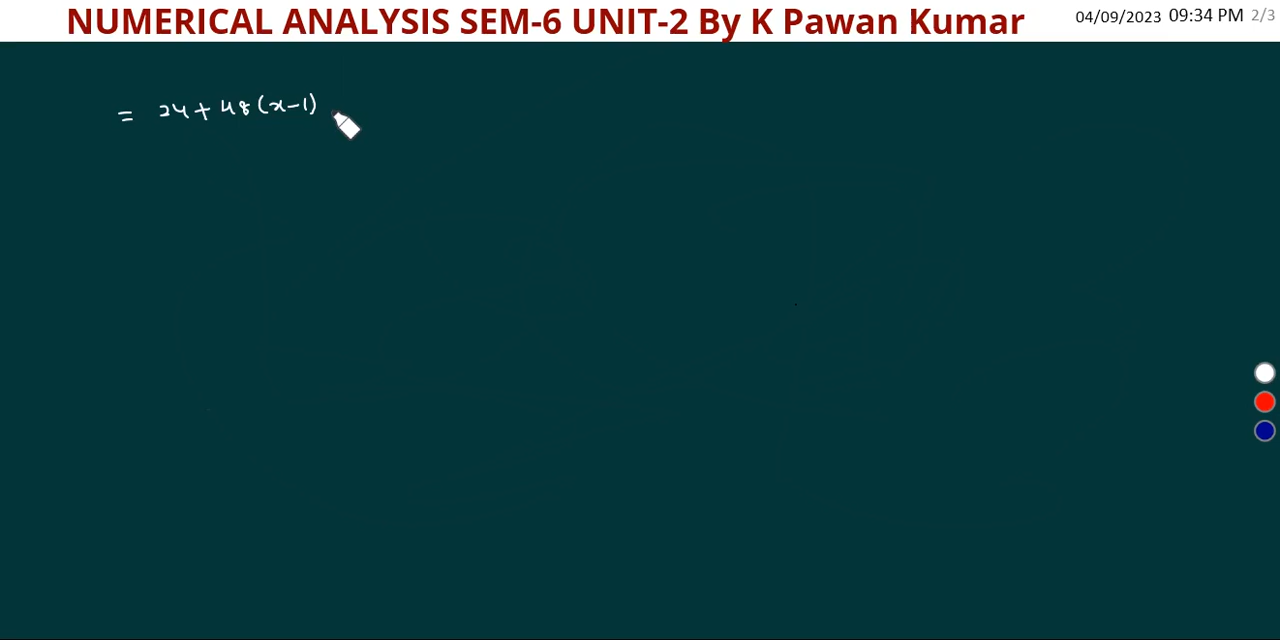 NUMERICAL ANALYSIS SEM-6 UNIT-2 By K Pawan Kumar
04/09/2023 09:34 PM 2/3
= 24 + 48 (x-1)